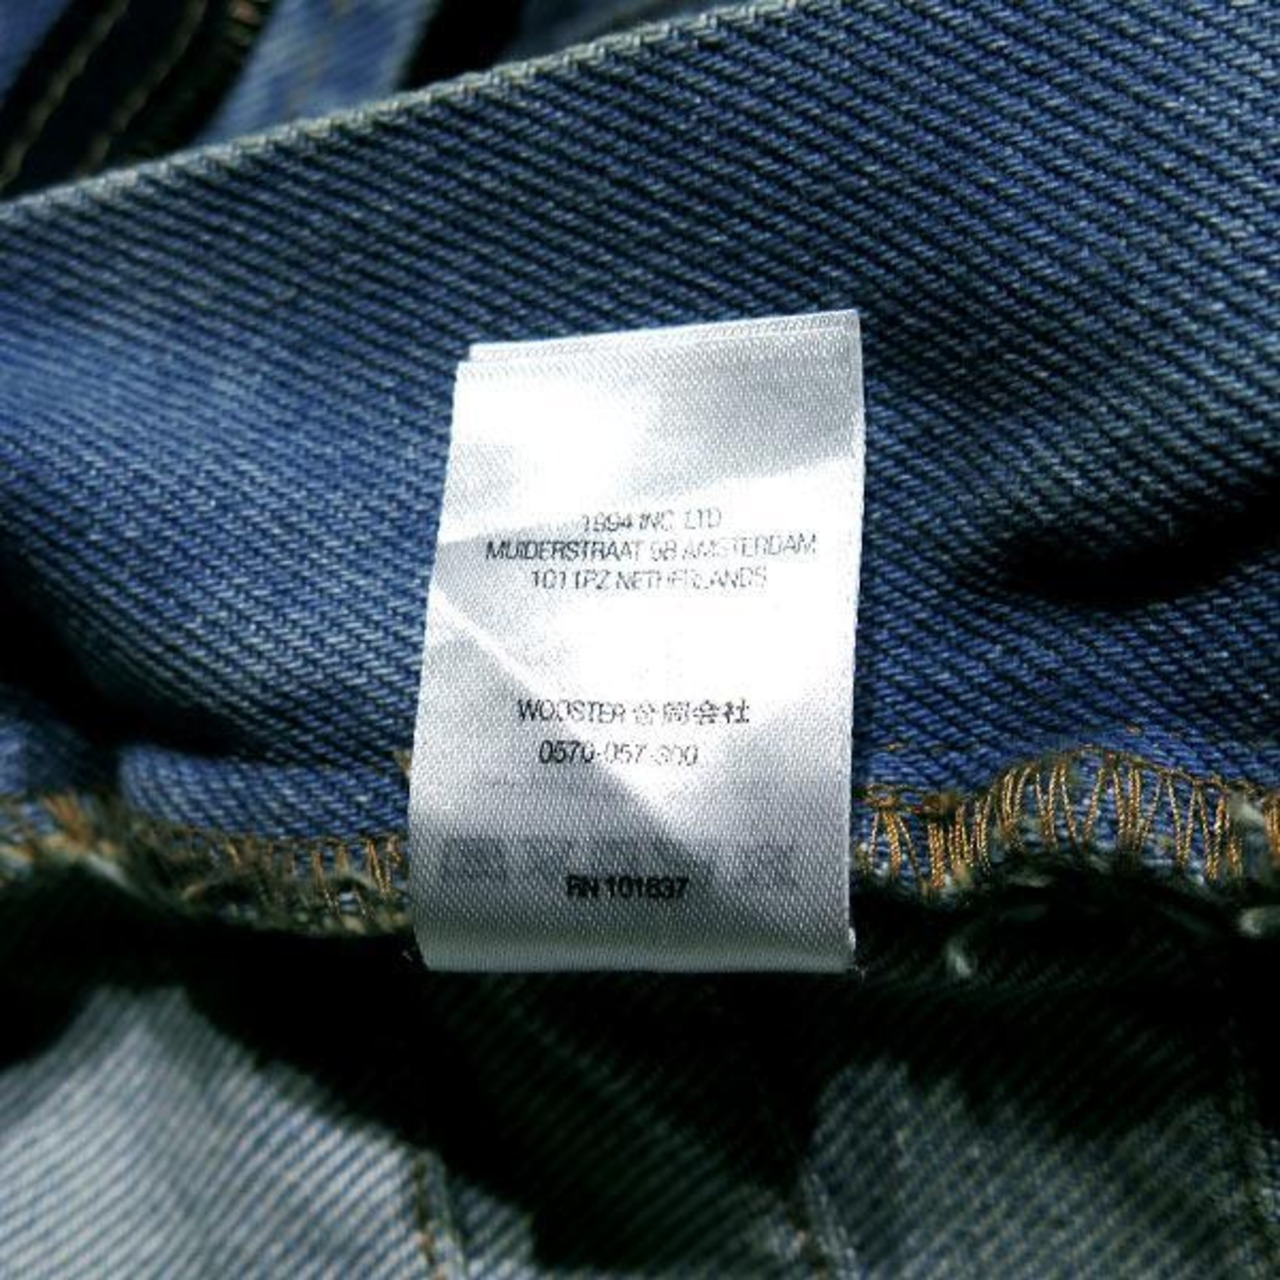 1994 INC. LTD
MUIDERSTRAAT 9B AMSTERDAM
1011PZ NETHERLANDS
WOOSTER 合同会社
0570-057-300
RN 101837